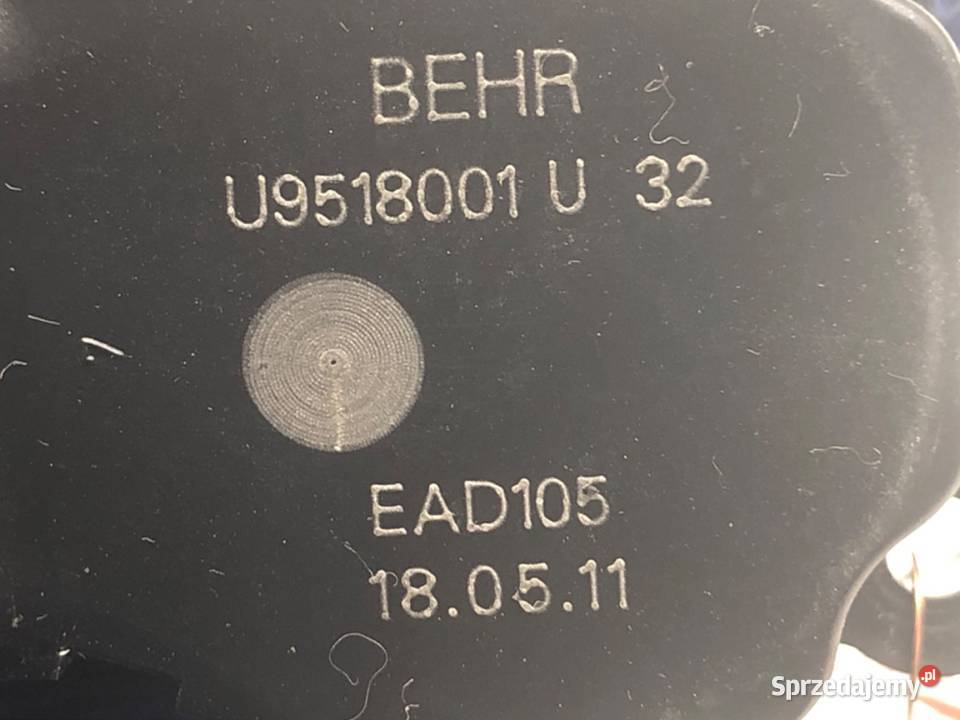 BEHR
U9518001 U 32
EAD105
18.05.11
Sprzedajemy.pl